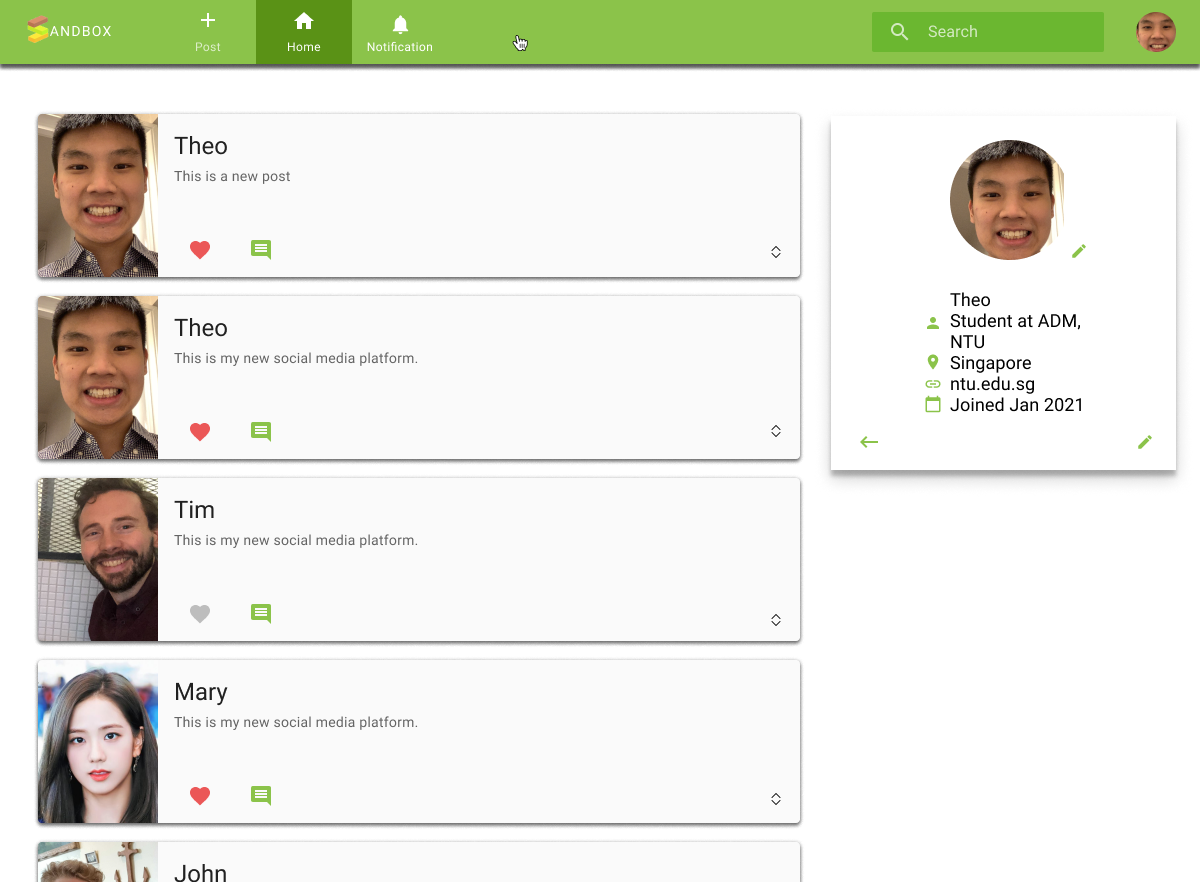 ANDBOX
Post
Home
Notification
Search
Theo
This is a new post
Theo
This is my new social media platform.
Tim
This is my new social media platform.
Mary
This is my new social media platform.
John
Theo
Student at ADM,
NTU
Singapore
ntu.edu.sg
Joined Jan 2021